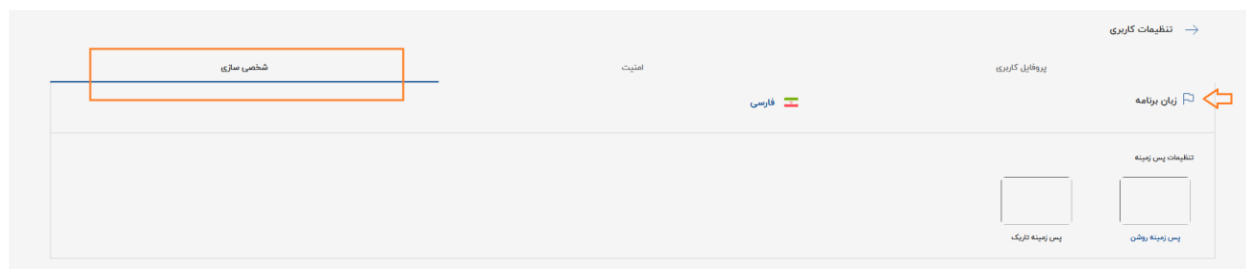 تنظیمات کاربری
پروفایل کاربری
امنیت
شخصی سازی
زبان برنامه
فارسی
تنظیمات پس زمینه
پس زمینه روشن
پس زمینه تاریک